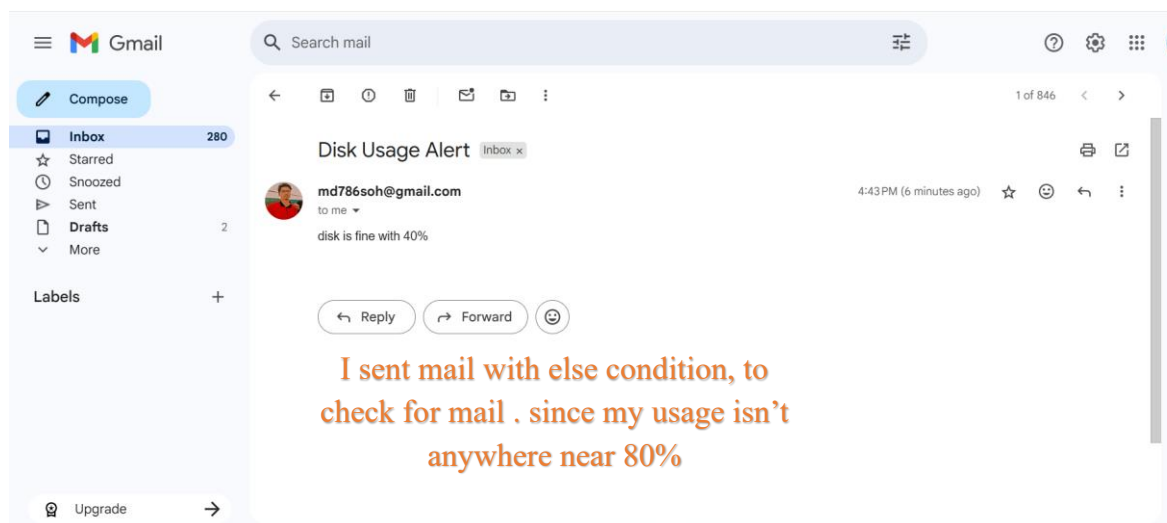 Gmail
Search mail
Compose
1 of 846
Inbox 280
Starred
Snoozed
Sent
Drafts 2
More
Labels
Upgrade
Disk Usage Alert Inbox x
md786soh@gmail.com 4:43 PM (6 minutes ago)
to me
disk is fine with 40%
Reply Forward
I sent mail with else condition, to
check for mail . since my usage isn’t
anywhere near 80%